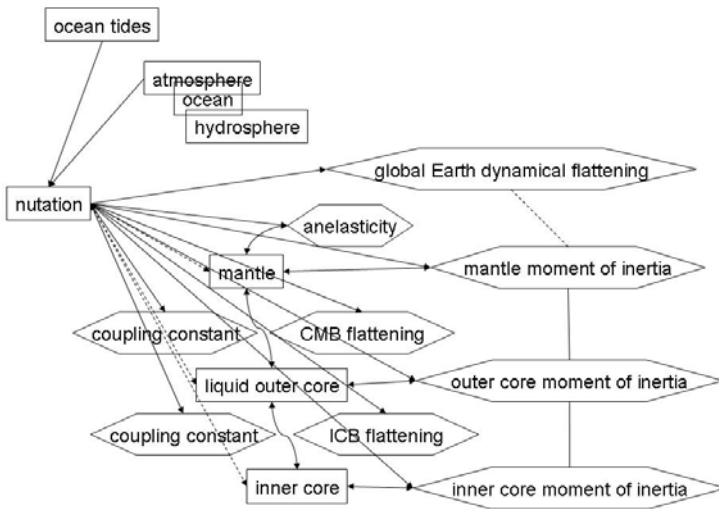 ocean tides
atmosphere
ocean
hydrosphere
global Earth dynamical flattening
nutation
anelasticity
mantle
mantle moment of inertia
coupling constant
CMB flattening
liquid outer core
outer core moment of inertia
coupling constant
ICB flattening
inner core
inner core moment of inertia